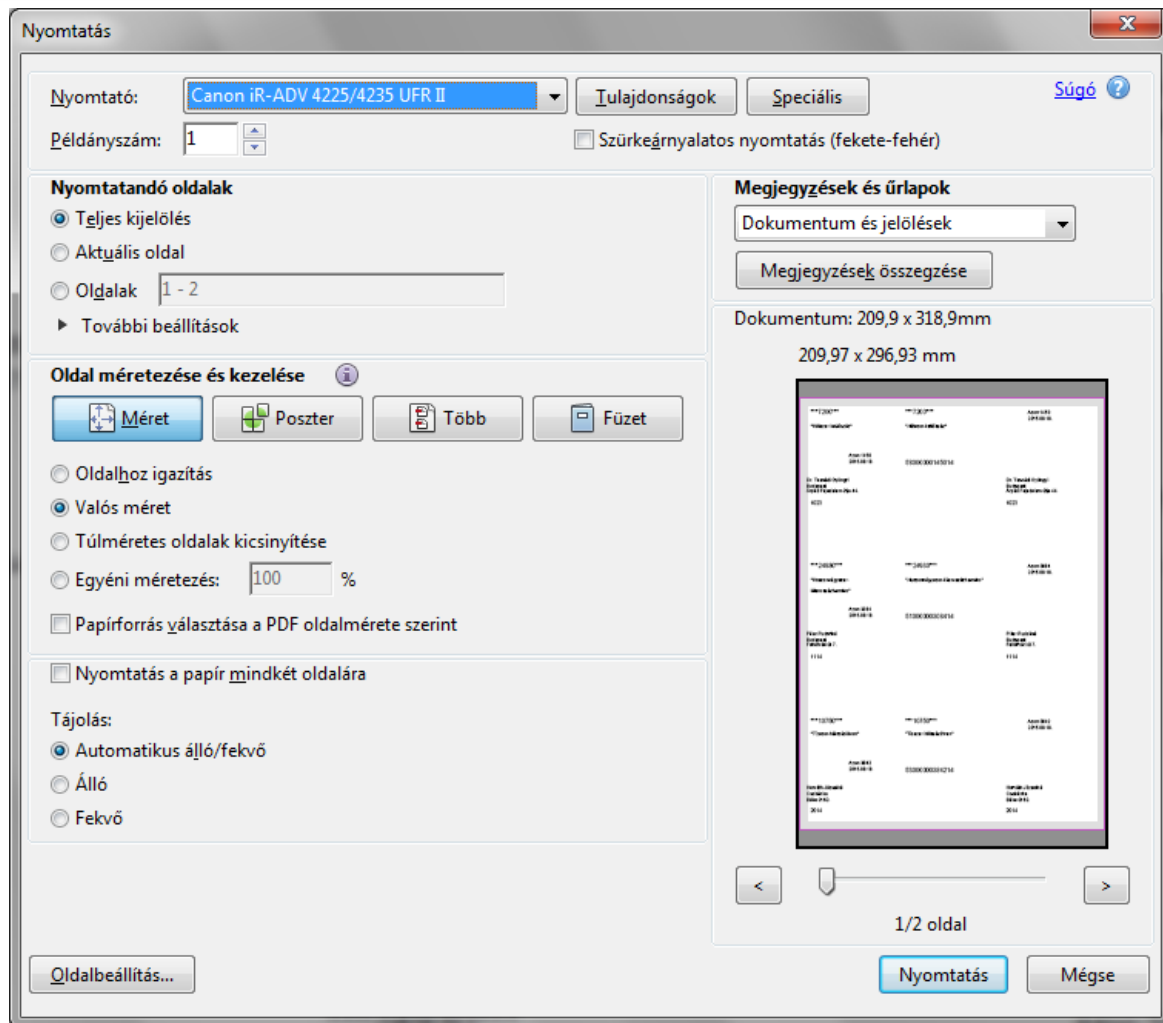 Nyomtatás
Nyomtató: Canon iR-ADV 4225/4235 UFR II Tulajdonságok Speciális Súgó
Példányszám: 1 Szürkeárnyalatos nyomtatás (fekete-fehér)
Nyomtatandó oldalak
Teljes kijelölés
Aktuális oldal
Oldalak 1 - 2
További beállítások
Oldal méretezése és kezelése
Méret Poszter Több Füzet
Oldalhoz igazítás
Valós méret
Túlméretes oldalak kicsinyítése
Egyéni méretezés: 100 %
Papírforrás választása a PDF oldalmérete szerint
Nyomtatás a papír mindkét oldalára
Tájolás:
Automatikus álló/fekvő
Álló
Fekvő
Megjegyzések és űrlapok
Dokumentum és jelölések
Megjegyzések összegzése
Dokumentum: 209,9 x 318,9mm
209,97 x 296,93 mm
1114
1114
2014
2014
< >
1/2 oldal
Oldalbeállítás... Nyomtatás Mégse